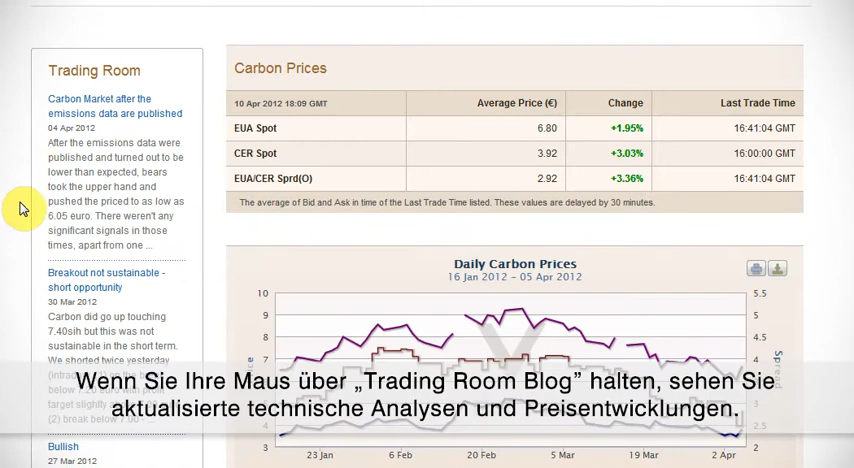 Trading Room
Carbon Market after the
emissions data are published
04 Apr 2012
After the emissions data were
published and turned out to be
lower than expected, bears
took the upper hand and
pushed the priced to as low as
6.05 euro. There weren't any
significant signals in those
times, apart from one ...
Breakout not sustainable -
short opportunity
30 Mar 2012
Carbon did go up touching
7.40sih but this was not
sustainable in the short term.
We shorted twice yesterday
target slightly
(2) break below 7.00 - ...
Bullish
27 Mar 2012
Carbon Prices
10 Apr 2012 18:09 GMT Average Price (€) Change Last Trade Time
EUA Spot 6.80 +1.95% 16:41:04 GMT
CER Spot 3.92 +3.03% 16:00:00 GMT
EUA/CER Sprd(O) 2.92 +3.36% 16:41:04 GMT
The average of Bid and Ask in time of the Last Trade Time listed. These values are delayed by 30 minutes.
Daily Carbon Prices
16 Jan 2012 - 05 Apr 2012
10 5.5
9 5
8 4.5
7 4
6 3.5
3 2
Spread
23 Jan 6 Feb 20 Feb 5 Mar 19 Mar 2 Apr
Wenn Sie Ihre Maus über „Trading Room Blog” halten, sehen Sie
aktualisierte technische Analysen und Preisentwicklungen.